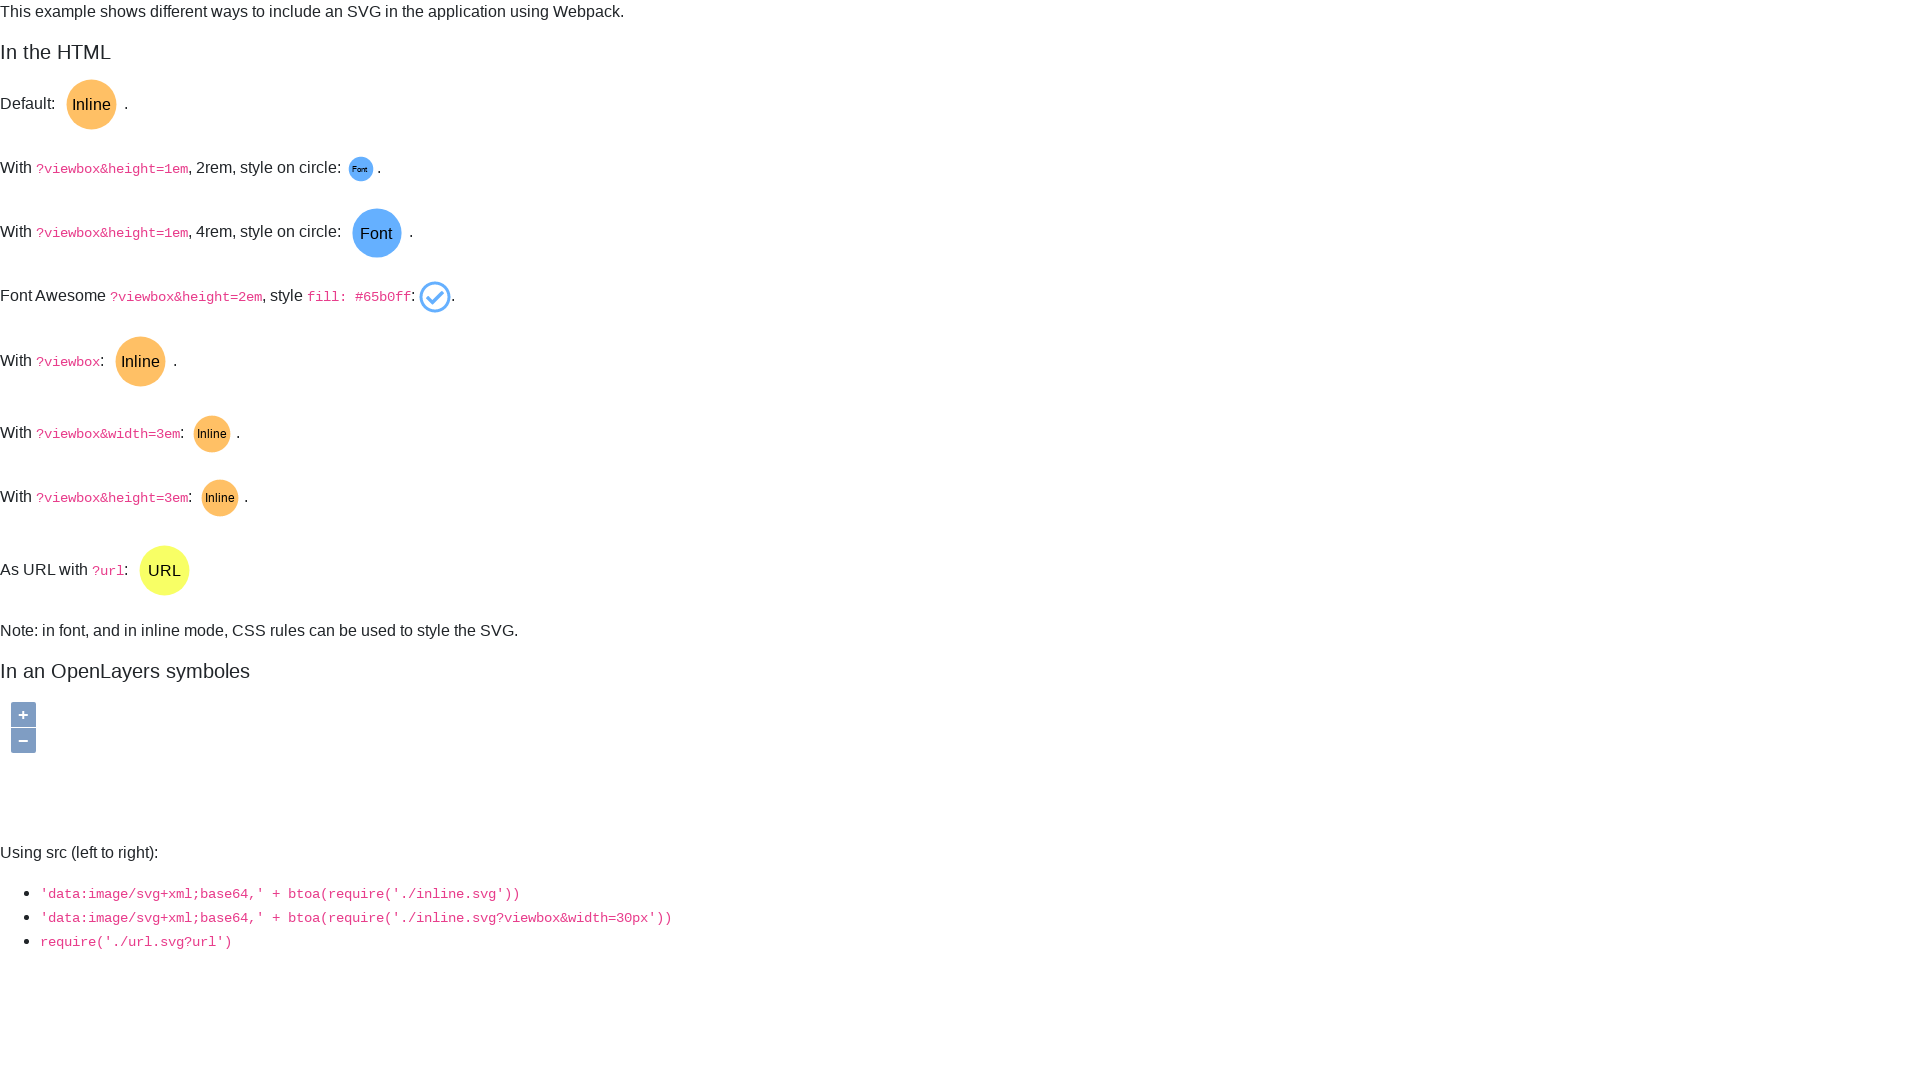 This example shows different ways to include an SVG in the application using Webpack.
In the HTML
Default: Inline .
With ?viewbox&height=1em, 2rem, style on circle: Font .
With ?viewbox&height=1em, 4rem, style on circle: Font .
Font Awesome ?viewbox&height=2em, style fill: #65b0ff: .
With ?viewbox: Inline .
With ?viewbox&width=3em: Inline .
With ?viewbox&height=3em: Inline .
As URL with ?url: URL
Note: in font, and in inline mode, CSS rules can be used to style the SVG.
In an OpenLayers symboles
+
−
Using src (left to right):
'data:image/svg+xml;base64,' + btoa(require('./inline.svg'))
'data:image/svg+xml;base64,' + btoa(require('./inline.svg?viewbox&width=30px'))
require('./url.svg?url')